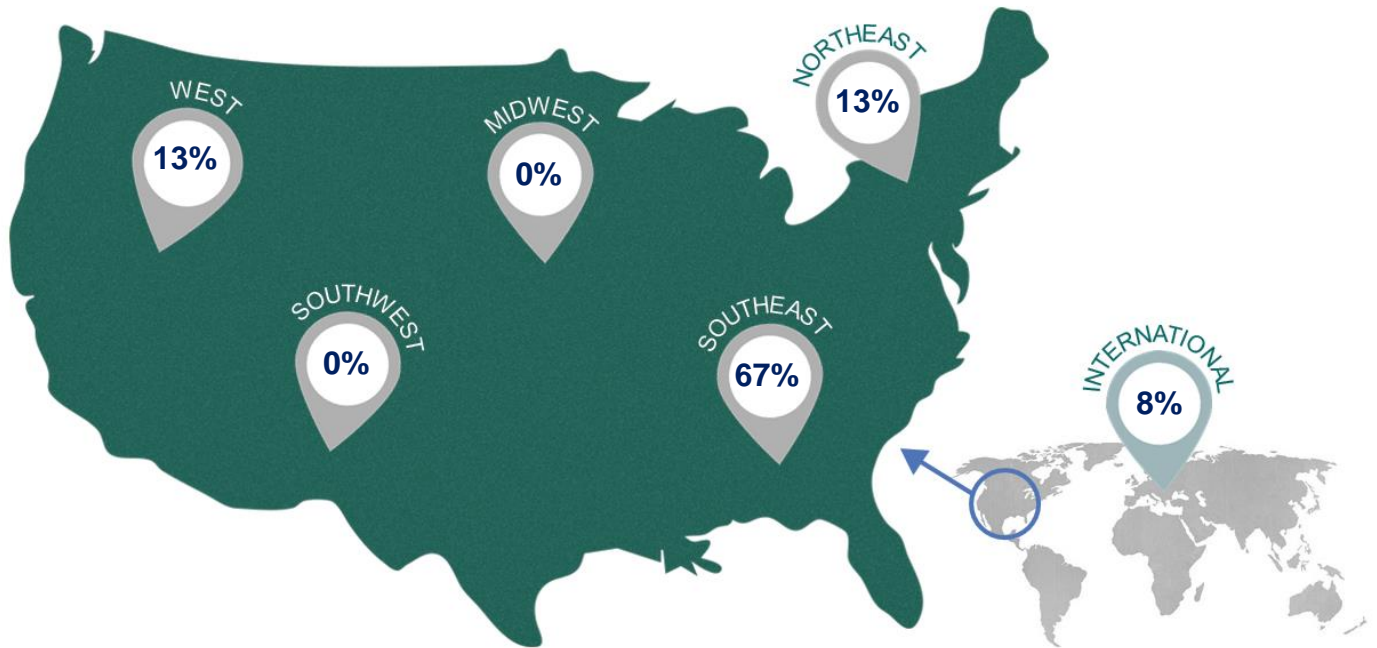 WEST
13%
MIDWEST
0%
NORTHEAST
13%
SOUTHWEST
0%
SOUTHEAST
67%
INTERNATIONAL
8%